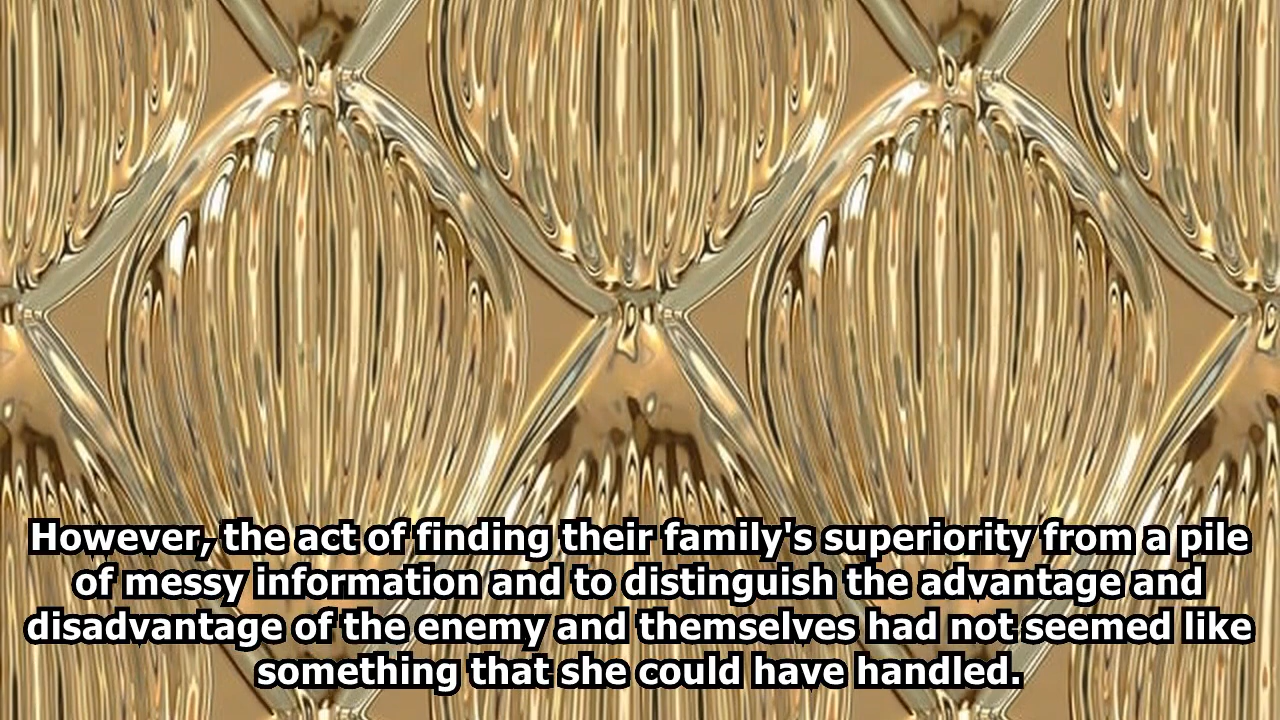 However, the act of finding their family's superiority from a pile
of messy information and to distinguish the advantage and
disadvantage of the enemy and themselves had not seemed like
something that she could have handled.